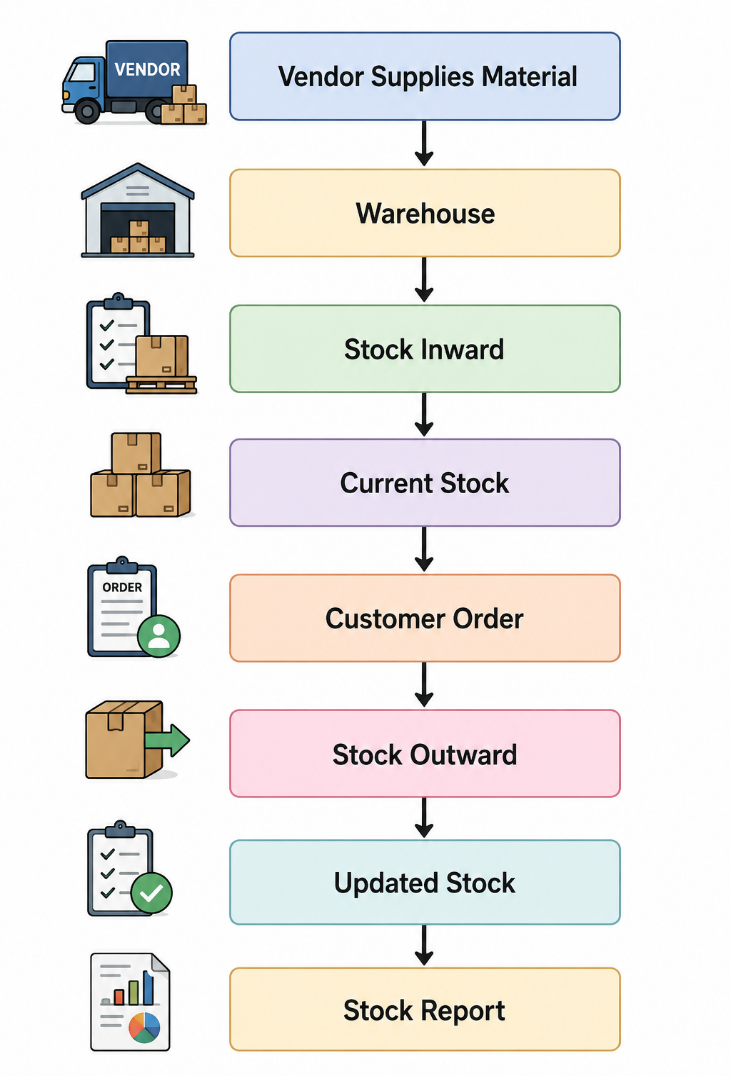 VENDOR
Vendor Supplies Material
Warehouse
Stock Inward
Current Stock
ORDER
Customer Order
Stock Outward
Updated Stock
Stock Report